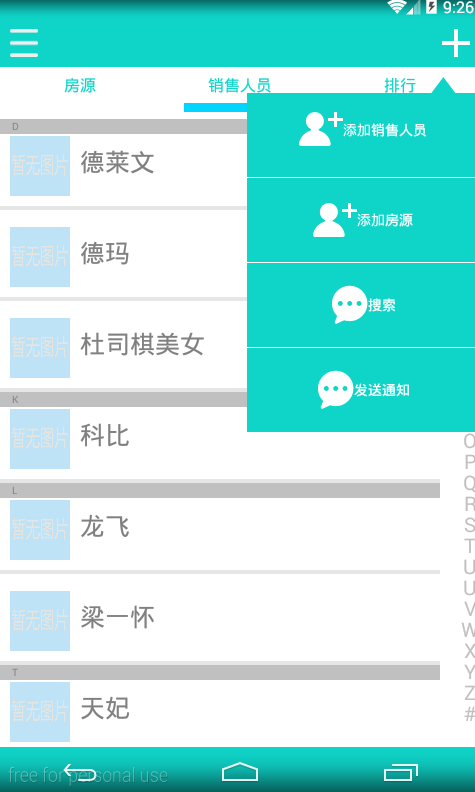 9:26
房源 销售人员 排行
添加销售人员
添加房源
搜索
发送通知
D
暂无图片 德莱文
暂无图片 德玛
暂无图片 杜司棋美女
K
暂无图片 科比
L
暂无图片 龙飞
暂无图片 梁一怀
T
暂无图片 天妃
O
P
Q
R
S
T
U
U
V
W
X
Y
Z
#
free for personal use